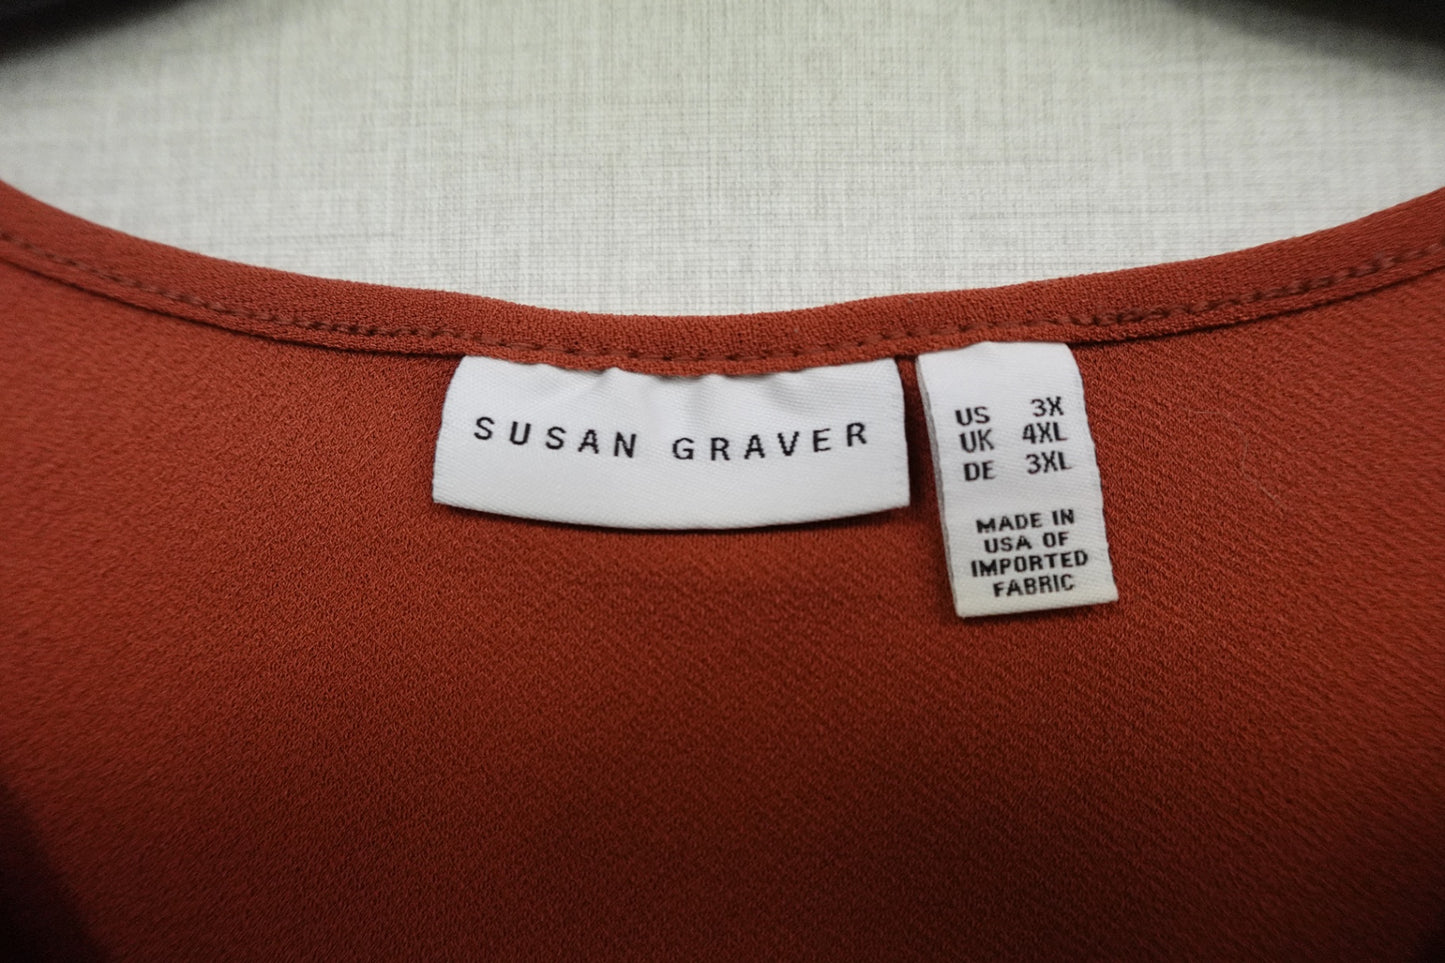 SUSAN GRAVER
US 3X
UK 4XL
DE 3XL
MADE IN
USA OF
IMPORTED
FABRIC